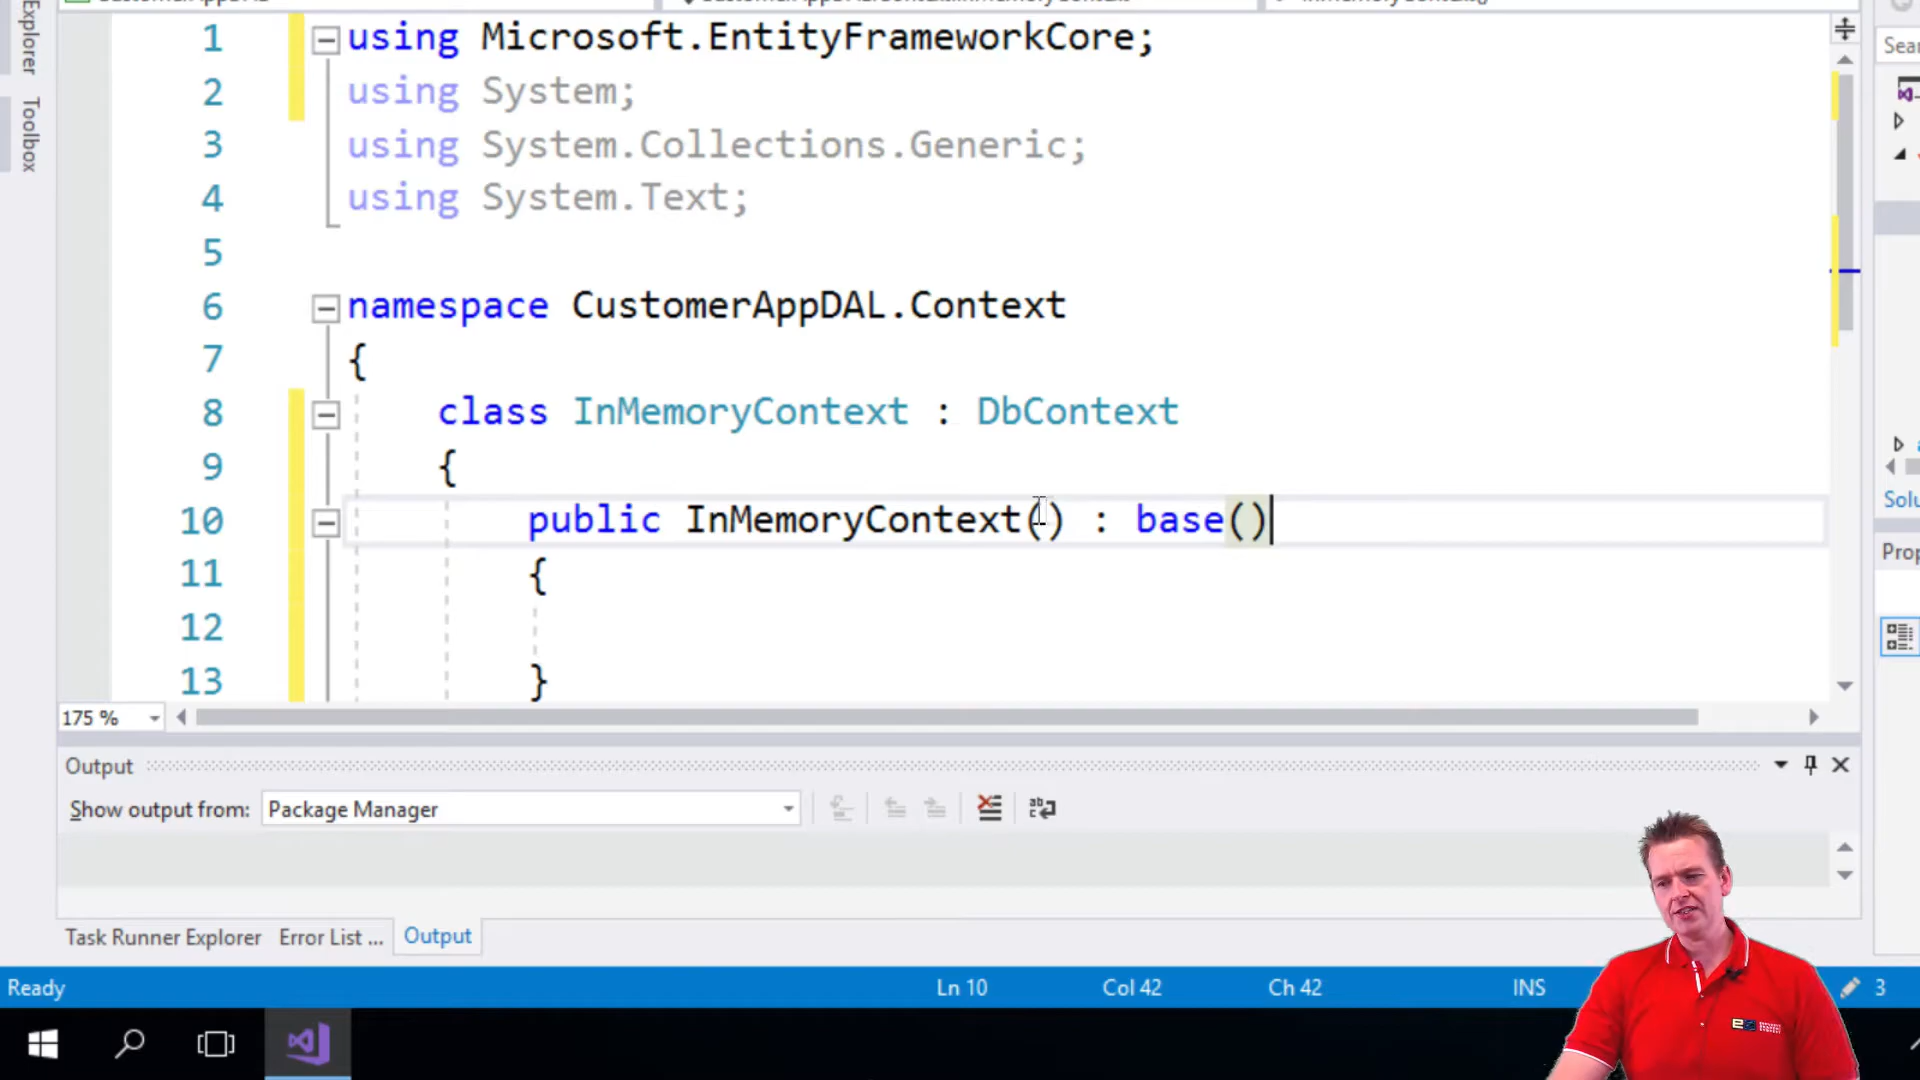 Explorer
Toolbox
1 using Microsoft.EntityFrameworkCore;
2 using System;
3 using System.Collections.Generic;
4 using System.Text;
5
6 namespace CustomerAppDAL.Context
7 {
8 class InMemoryContext : DbContext
9 {
10 public InMemoryContext() : base()
11 {
12
13 }
175 %
Output
Show output from: Package Manager
Task Runner Explorer Error List ... Output
Ready Ln 10 Col 42 Ch 42 INS 3
Sear
Solu
Prop